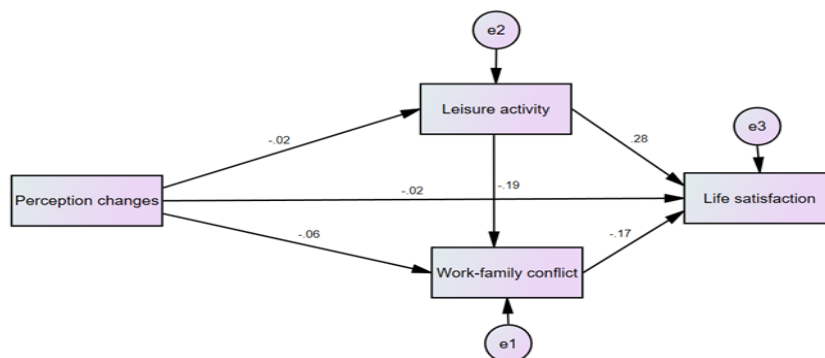 e2
Leisure activity
-.02
.28
e3
Perception changes
-.02
-.19
Life satisfaction
-.06
-.17
Work-family conflict
e1